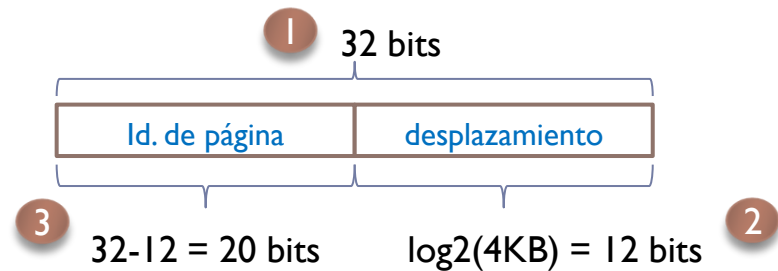 1 32 bits
Id. de página desplazamiento
3 32-12 = 20 bits log2(4KB) = 12 bits 2